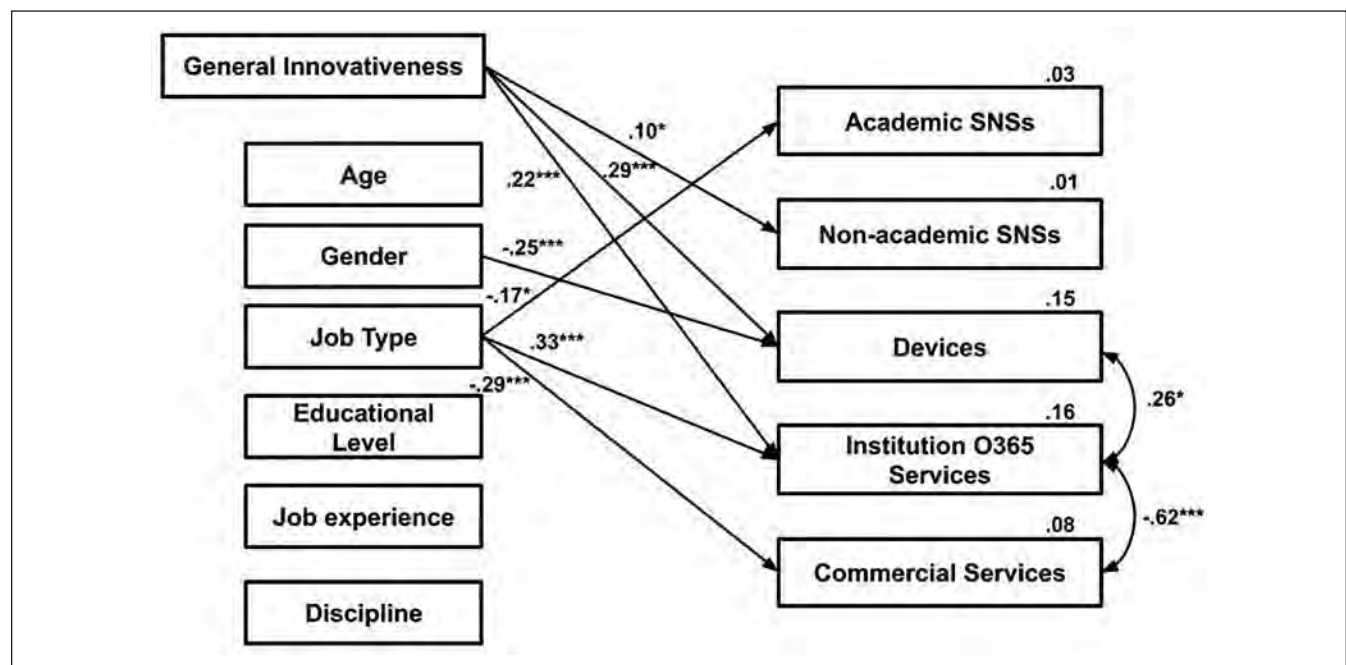 General Innovativeness
Age
Gender
Job Type
Educational
Level
Job experience
Discipline
.10*
.29***
.22***
-.25***
-.17*
.33***
-.29***
.03
Academic SNSs
.01
Non-academic SNSs
.15
Devices
.16
Institution O365
Services
.08
Commercial Services
.26*
-.62***